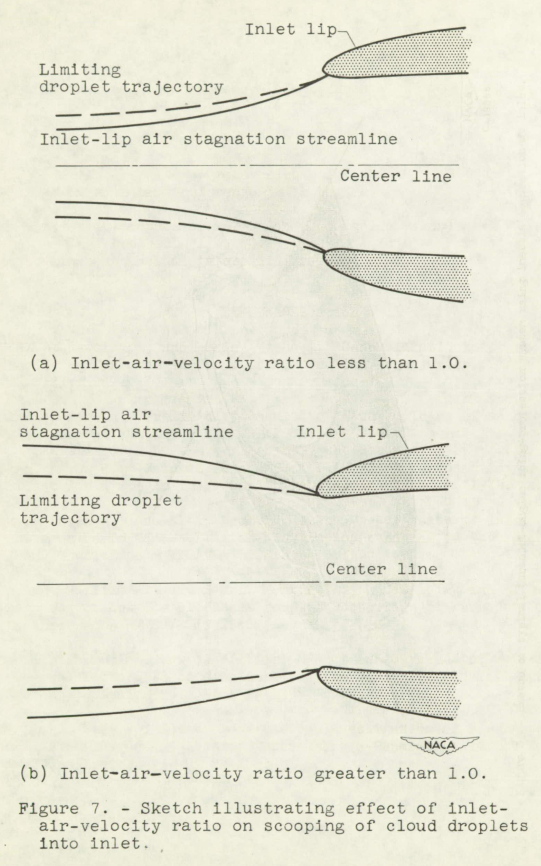 Inlet lip
Limiting
droplet trajectory
Inlet-lip air stagnation streamline
Center line
(a) Inlet-air-velocity ratio less than 1.0.
Inlet-lip air
stagnation streamline
Inlet lip
Limiting droplet
trajectory
Center line
NACA
(b) Inlet-air-velocity ratio greater than 1.0.
Figure 7. - Sketch illustrating effect of inlet-
air-velocity ratio on scooping of cloud droplets
into inlet.